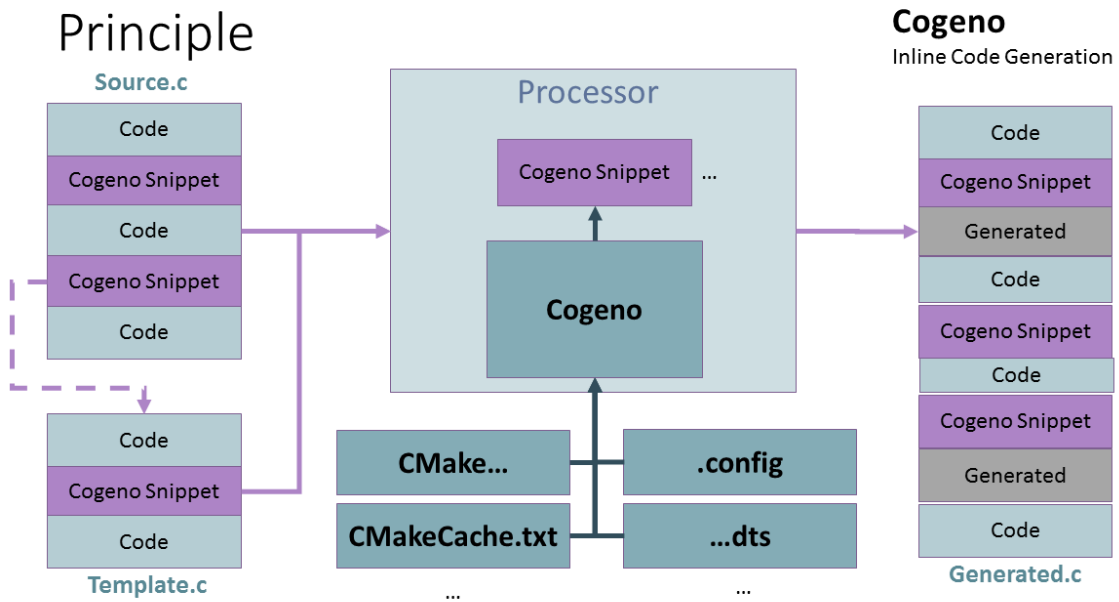 Principle
Cogeno
Inline Code Generation
Source.c
Code
Cogeno Snippet
Code
Cogeno Snippet
Code
Code
Cogeno Snippet
Code
Template.c
Processor
Cogeno Snippet
...
Cogeno
CMake...
.config
CMakeCache.txt
...dts
...
...
Code
Cogeno Snippet
Generated
Code
Cogeno Snippet
Code
Cogeno Snippet
Generated
Code
Generated.c